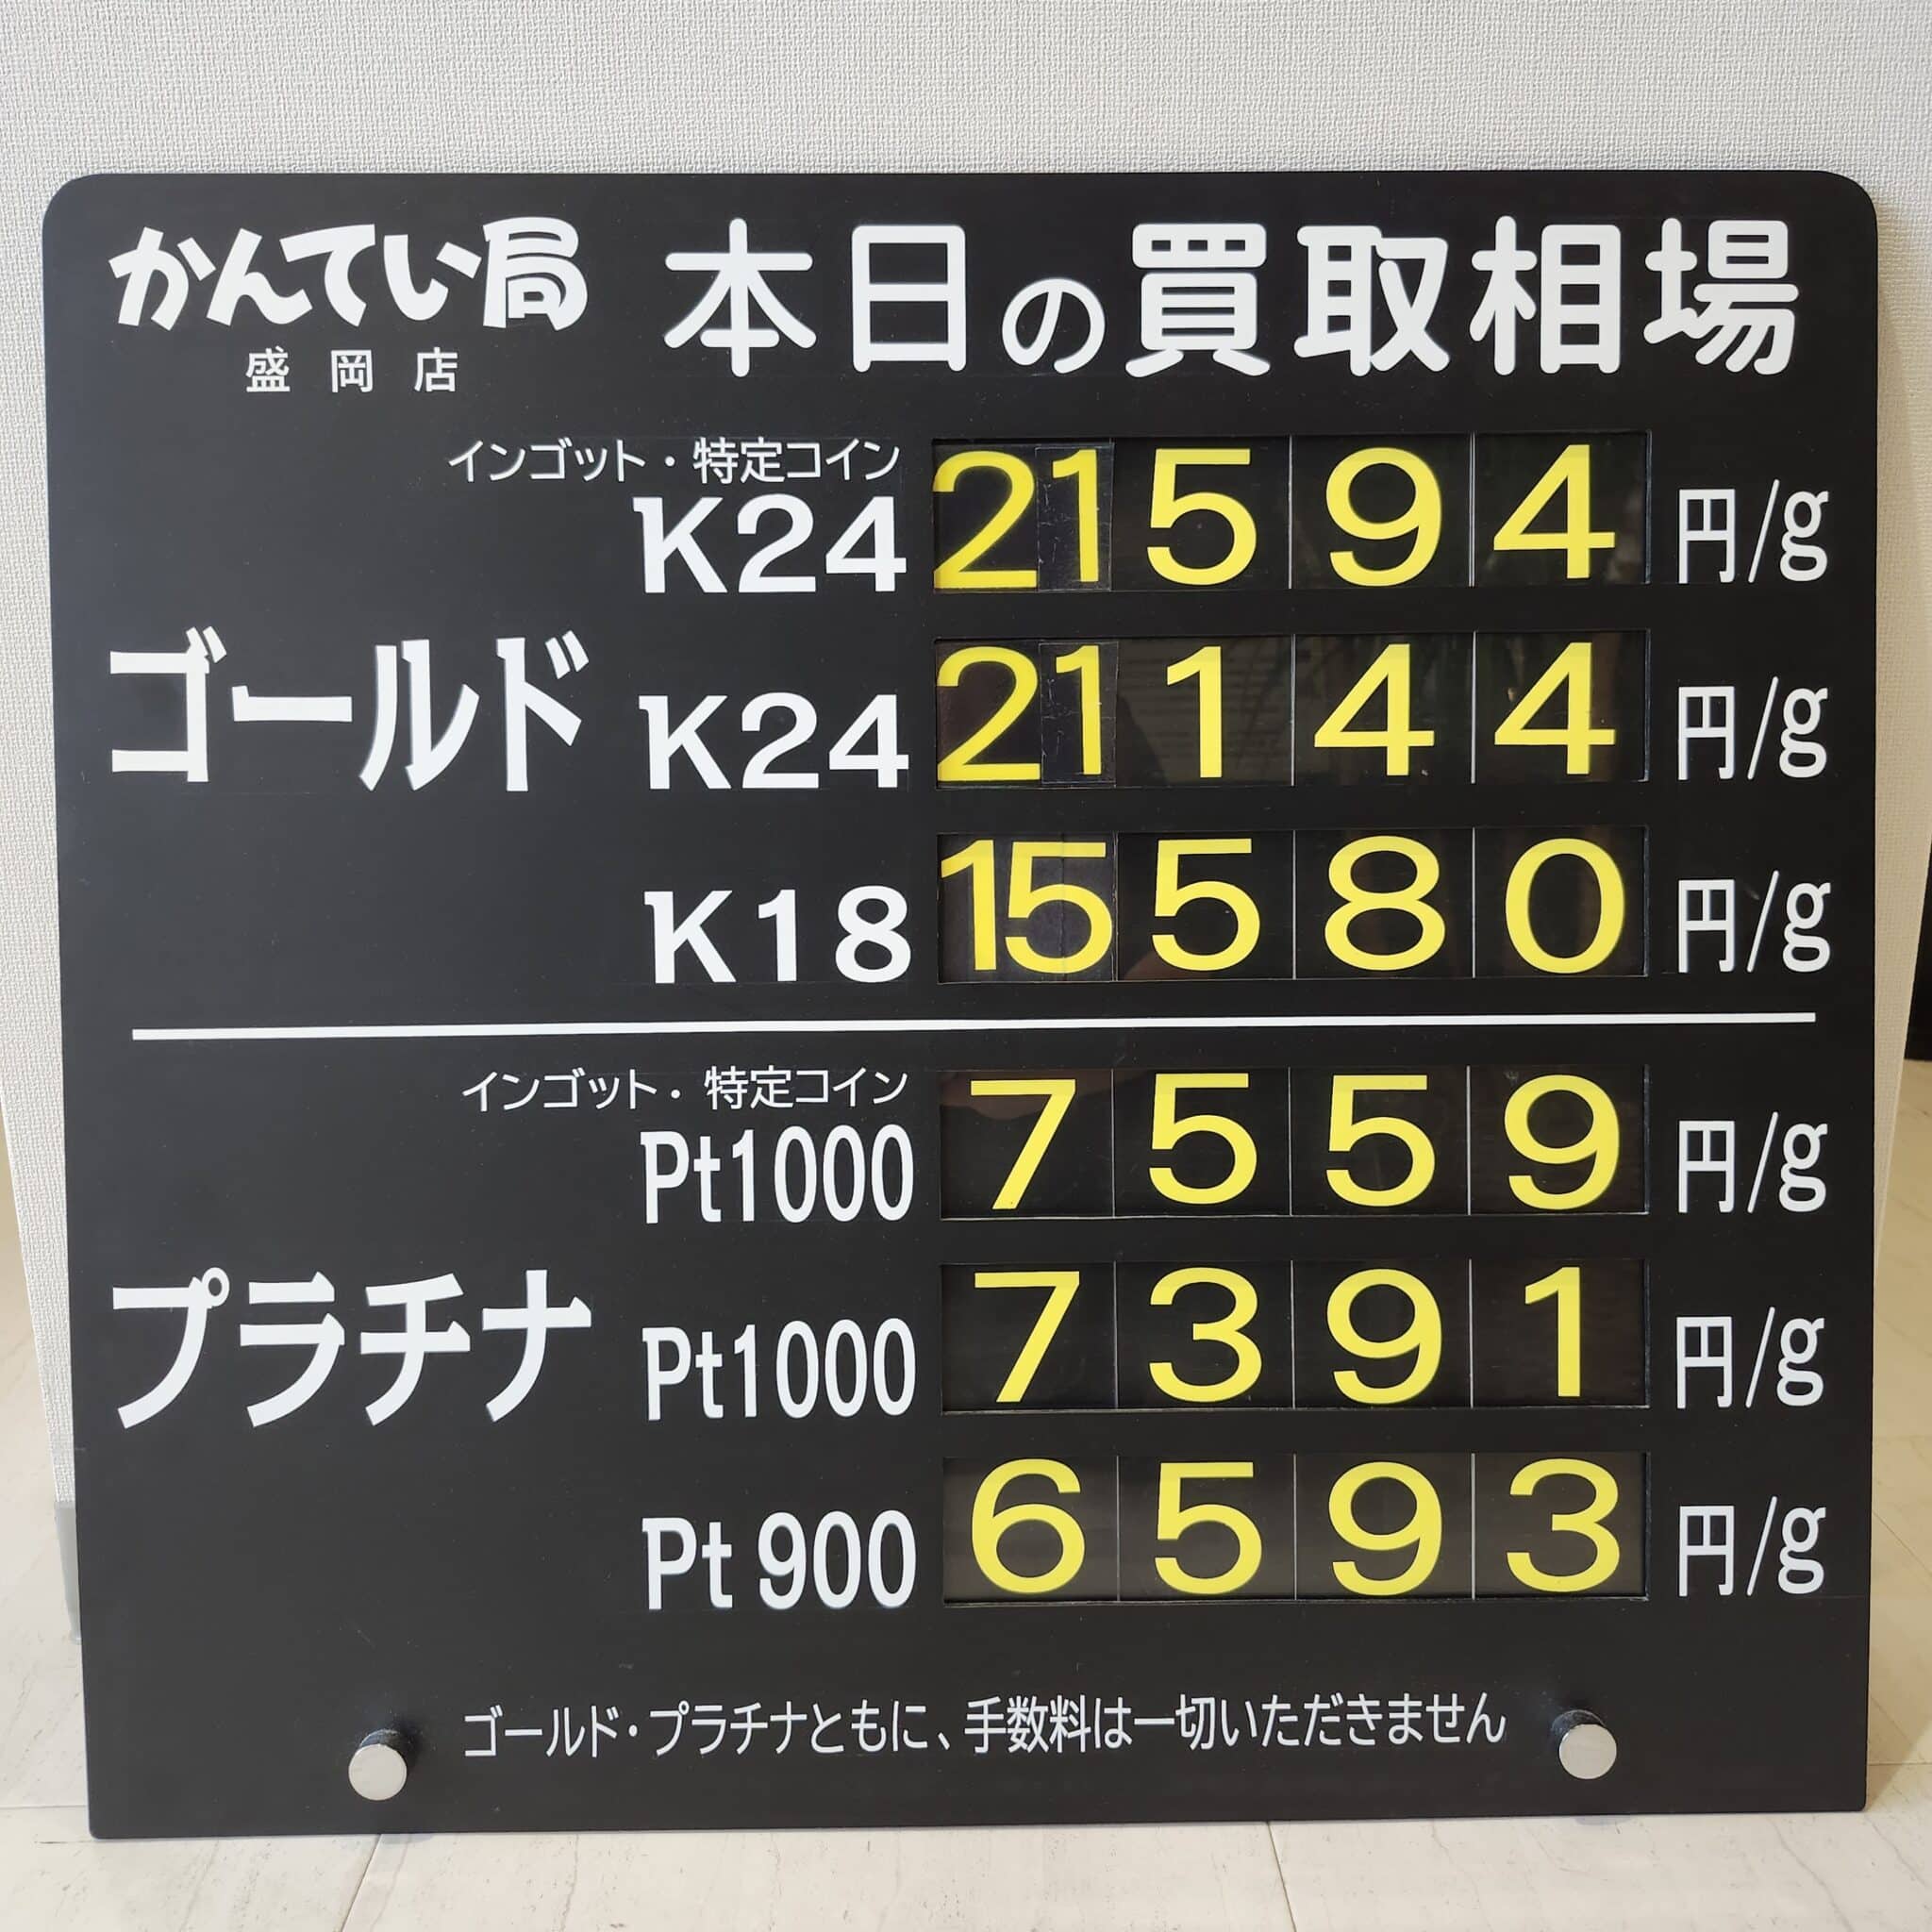 かんてい局 本日の買取相場
盛岡店
インゴット・特定コイン
K24 21594 円/g
ゴールド K24 21144 円/g
K18 15580 円/g
インゴット・特定コイン
Pt1000 7559 円/g
プラチナ Pt1000 7391 円/g
Pt900 6593 円/g
ゴールド・プラチナともに、手数料は一切いただきません